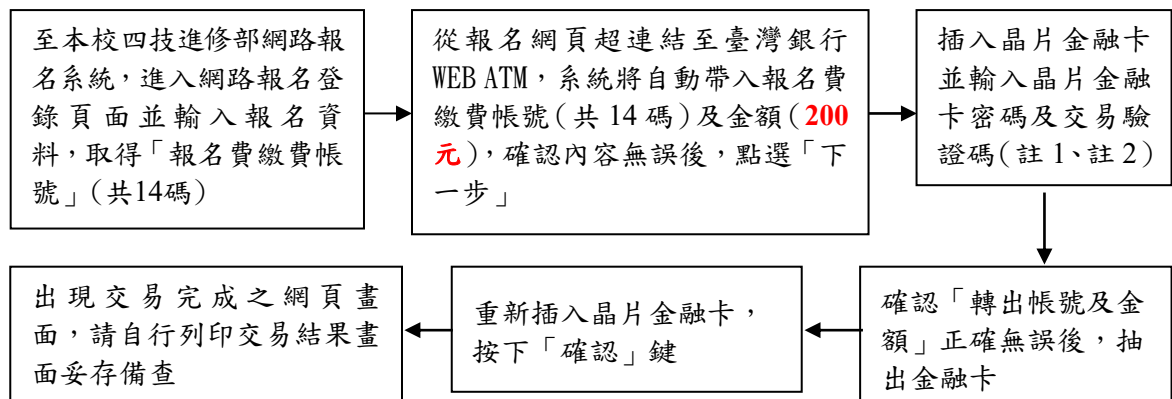 至本校四技進修部網路報
名系統，進入網路報名登
錄頁面並輸入報名資
料，取得「報名費繳費帳
號」（共14碼）
從報名網頁超連結至臺灣銀行
WEB ATM，系統將自動帶入報名費
繳費帳號（共 14 碼）及金額（200
元），確認內容無誤後，點選「下
一步」
插入晶片金融卡
並輸入晶片金融
卡密碼及交易驗
證碼（註 1、註 2）
確認「轉出帳號及金
額」正確無誤後，抽
出金融卡
重新插入晶片金融卡，
按下「確認」鍵
出現交易完成之網頁畫
面，請自行列印交易結果畫
面妥存備查